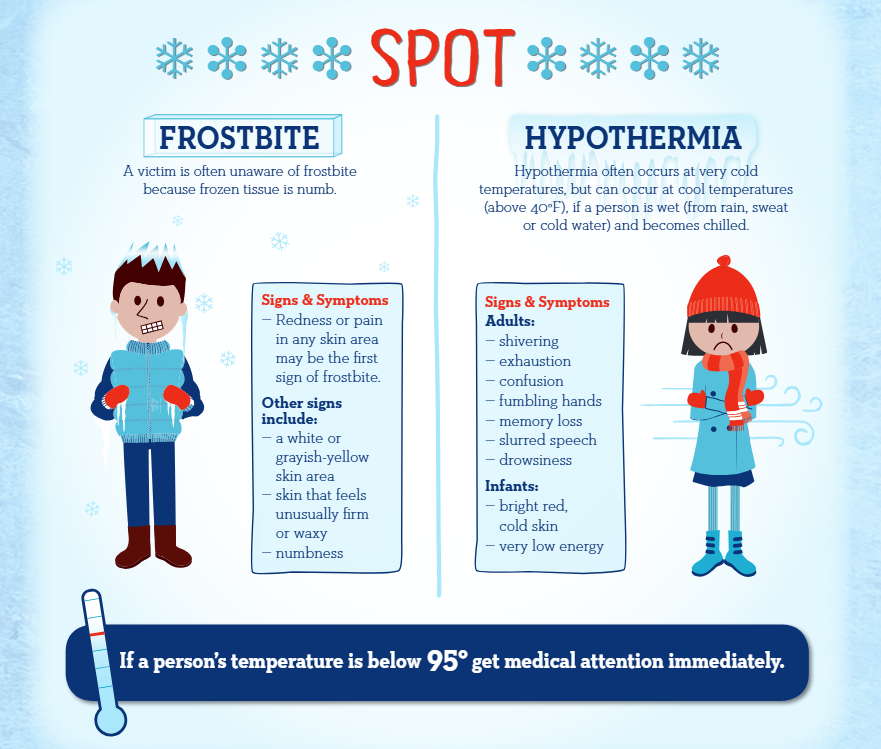 SPOT
FROSTBITE
A victim is often unaware of frostbite
because frozen tissue is numb.
Signs & Symptoms
– Redness or pain
in any skin area
may be the first
sign of frostbite.
Other signs
include:
– a white or
grayish-yellow
skin area
– skin that feels
unusually firm
or waxy
– numbness
HYPOTHERMIA
Hypothermia often occurs at very cold
temperatures, but can occur at cool temperatures
(above 40°F), if a person is wet (from rain, sweat
or cold water) and becomes chilled.
Signs & Symptoms
Adults:
– shivering
– exhaustion
– confusion
– fumbling hands
– memory loss
– slurred speech
– drowsiness
Infants:
– bright red,
cold skin
– very low energy
If a person's temperature is below 95° get medical attention immediately.